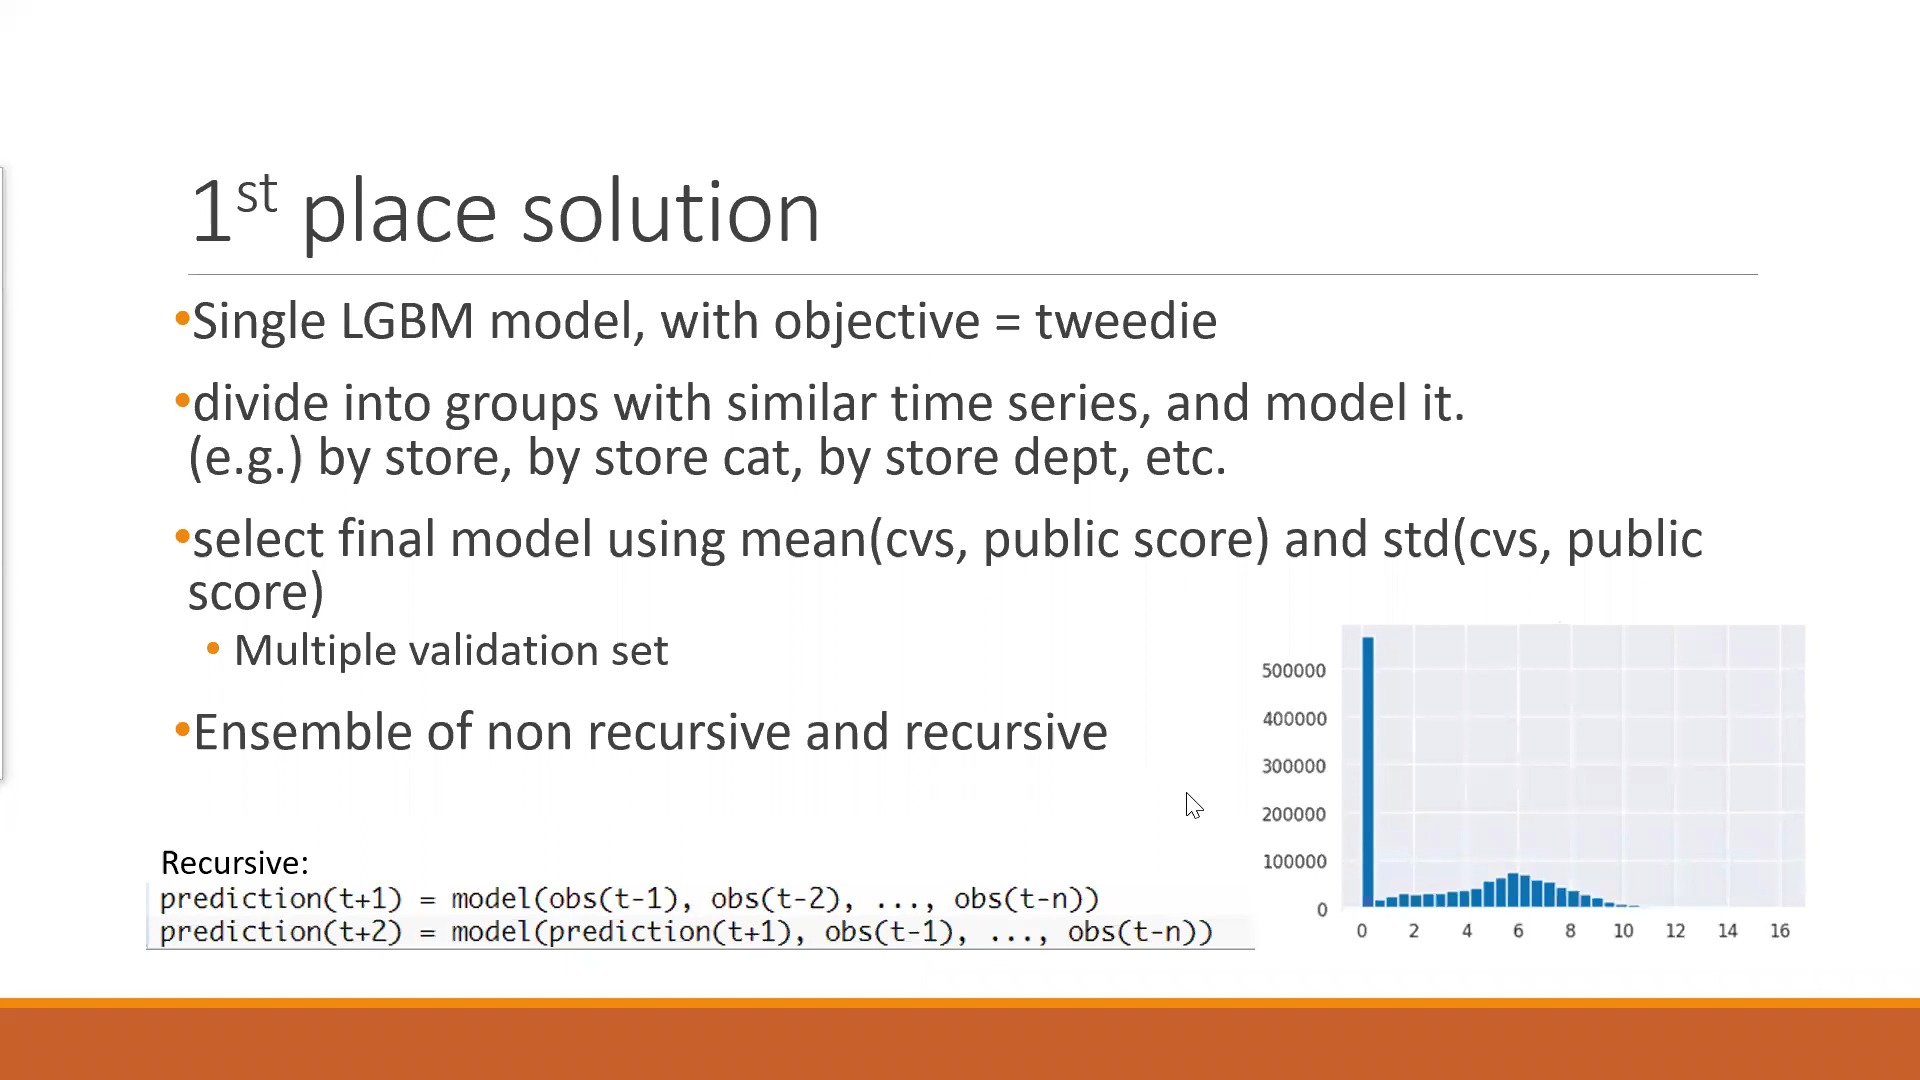 1st place solution
•Single LGBM model, with objective = tweedie
•divide into groups with similar time series, and model it.
(e.g.) by store, by store cat, by store dept, etc.
•select final model using mean(cvs, public score) and std(cvs, public
score)
• Multiple validation set
•Ensemble of non recursive and recursive
Recursive:
prediction(t+1) = model(obs(t-1), obs(t-2), ..., obs(t-n))
prediction(t+2) = model(prediction(t+1), obs(t-1), ..., obs(t-n))
500000
400000
300000
200000
100000
0
0 2 4 6 8 10 12 14 16